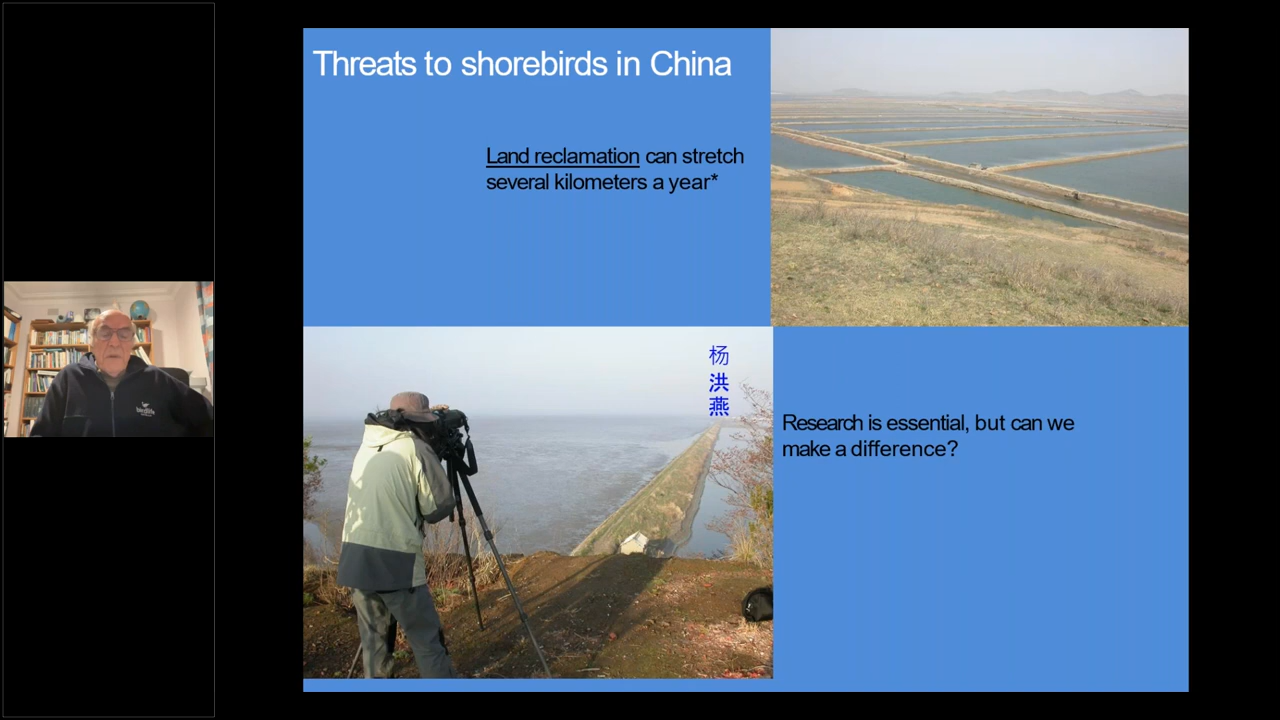 Threats to shorebirds in China
Land reclamation can stretch
several kilometers a year*
杨
洪
燕
Research is essential, but can we
make a difference?